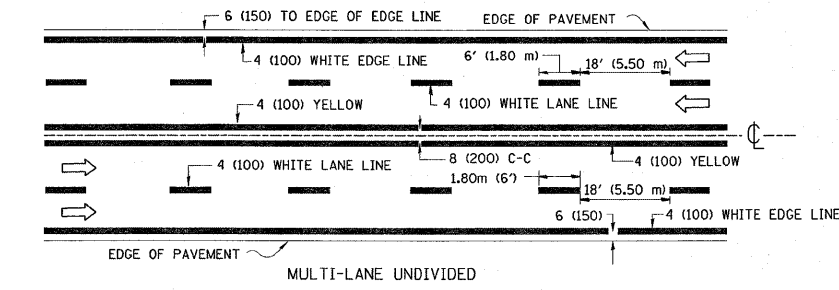 6 (150) TO EDGE OF EDGE LINE
EDGE OF PAVEMENT
4 (100) WHITE EDGE LINE
6' (1.80 m)
18' (5.50 m)
4 (100) YELLOW
4 (100) WHITE LANE LINE
℄
4 (100) WHITE LANE LINE
8 (200) C-C
4 (100) YELLOW
1.80m (6')
18' (5.50 m)
6 (150)
4 (100) WHITE EDGE LINE
EDGE OF PAVEMENT
MULTI-LANE UNDIVIDED